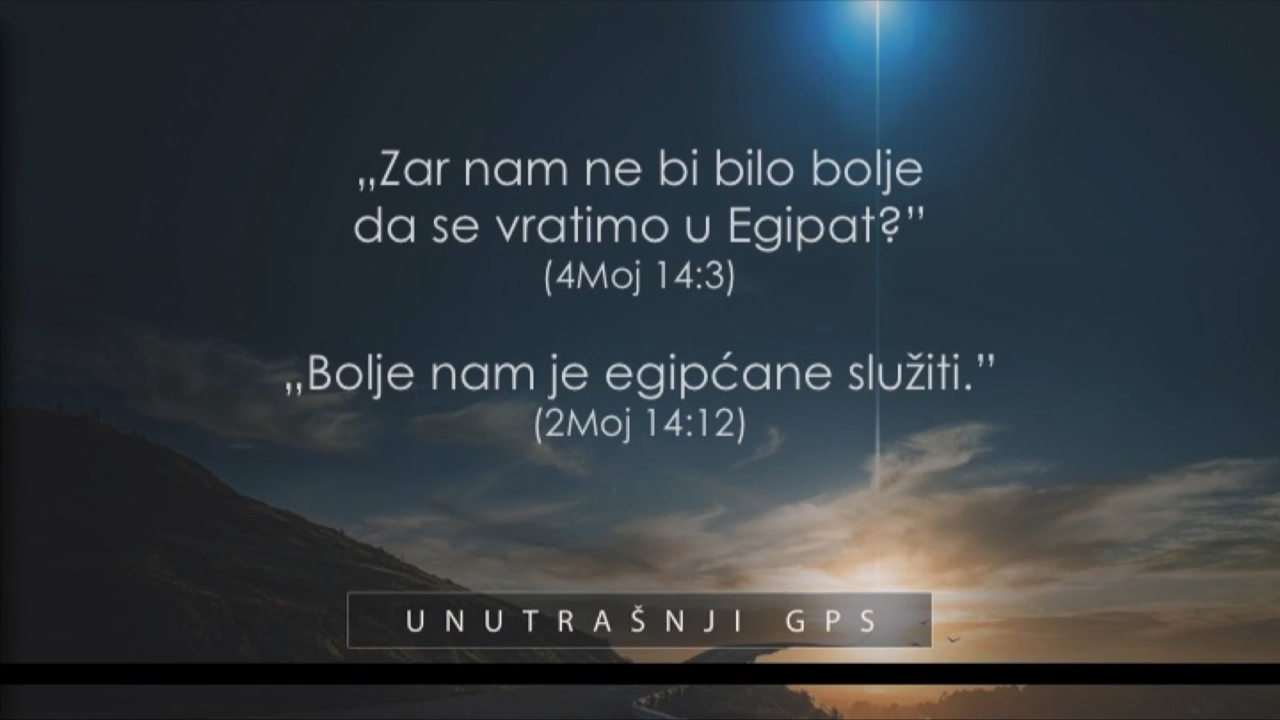 „Zar nam ne bi bilo bolje
da se vratimo u Egipat?”
(4Moj 14:3)
„Bolje nam je egipćane služiti.”
(2Moj 14:12)
UNUTRAŠNJI GPS